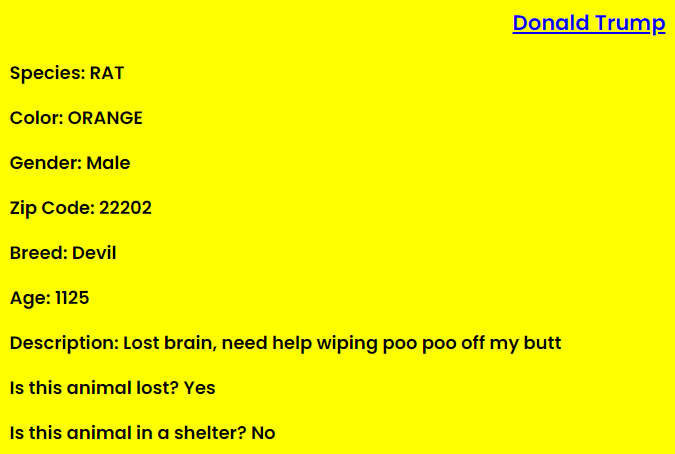 Donald Trump
Species: RAT
Color: ORANGE
Gender: Male
Zip Code: 22202
Breed: Devil
Age: 1125
Description: Lost brain, need help wiping poo poo off my butt
Is this animal lost? Yes
Is this animal in a shelter? No